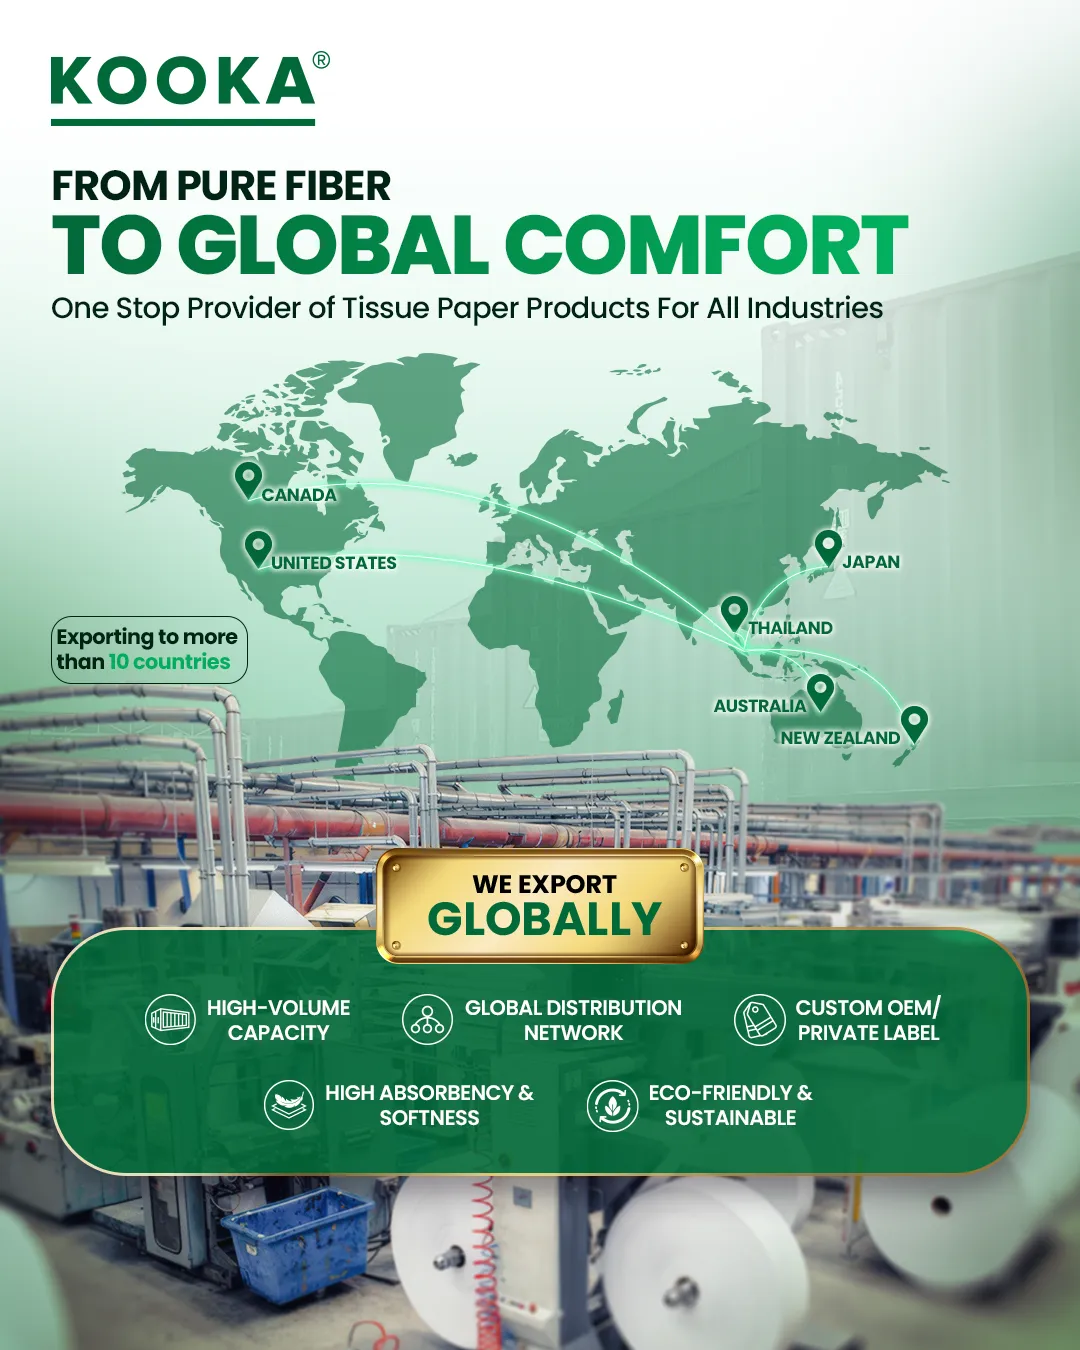 KOOKA®
FROM PURE FIBER
TO GLOBAL COMFORT
One Stop Provider of Tissue Paper Products For All Industries
CANADA
UNITED STATES
JAPAN
THAILAND
AUSTRALIA
NEW ZEALAND
Exporting to more
than 10 countries
WE EXPORT
GLOBALLY
HIGH-VOLUME
CAPACITY
GLOBAL DISTRIBUTION
NETWORK
CUSTOM OEM/
PRIVATE LABEL
HIGH ABSORBENCY &
SOFTNESS
ECO-FRIENDLY &
SUSTAINABLE